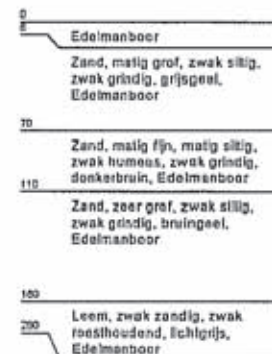 0
8
Edelmanboor
Zand, matig grof, zwak siltig,
zwak grindig, grijsgeel,
Edelmanboor
70
Zand, matig fijn, matig siltig,
zwak humeus, zwak grindig,
donkerbruin, Edelmanboor
110
Zand, zeer grof, zwak siltig,
zwak grindig, bruingeel,
Edelmanboor
180
Leem, zwak zandig, zwak
roesthoudend, lichtgrijs,
200
Edelmanboor